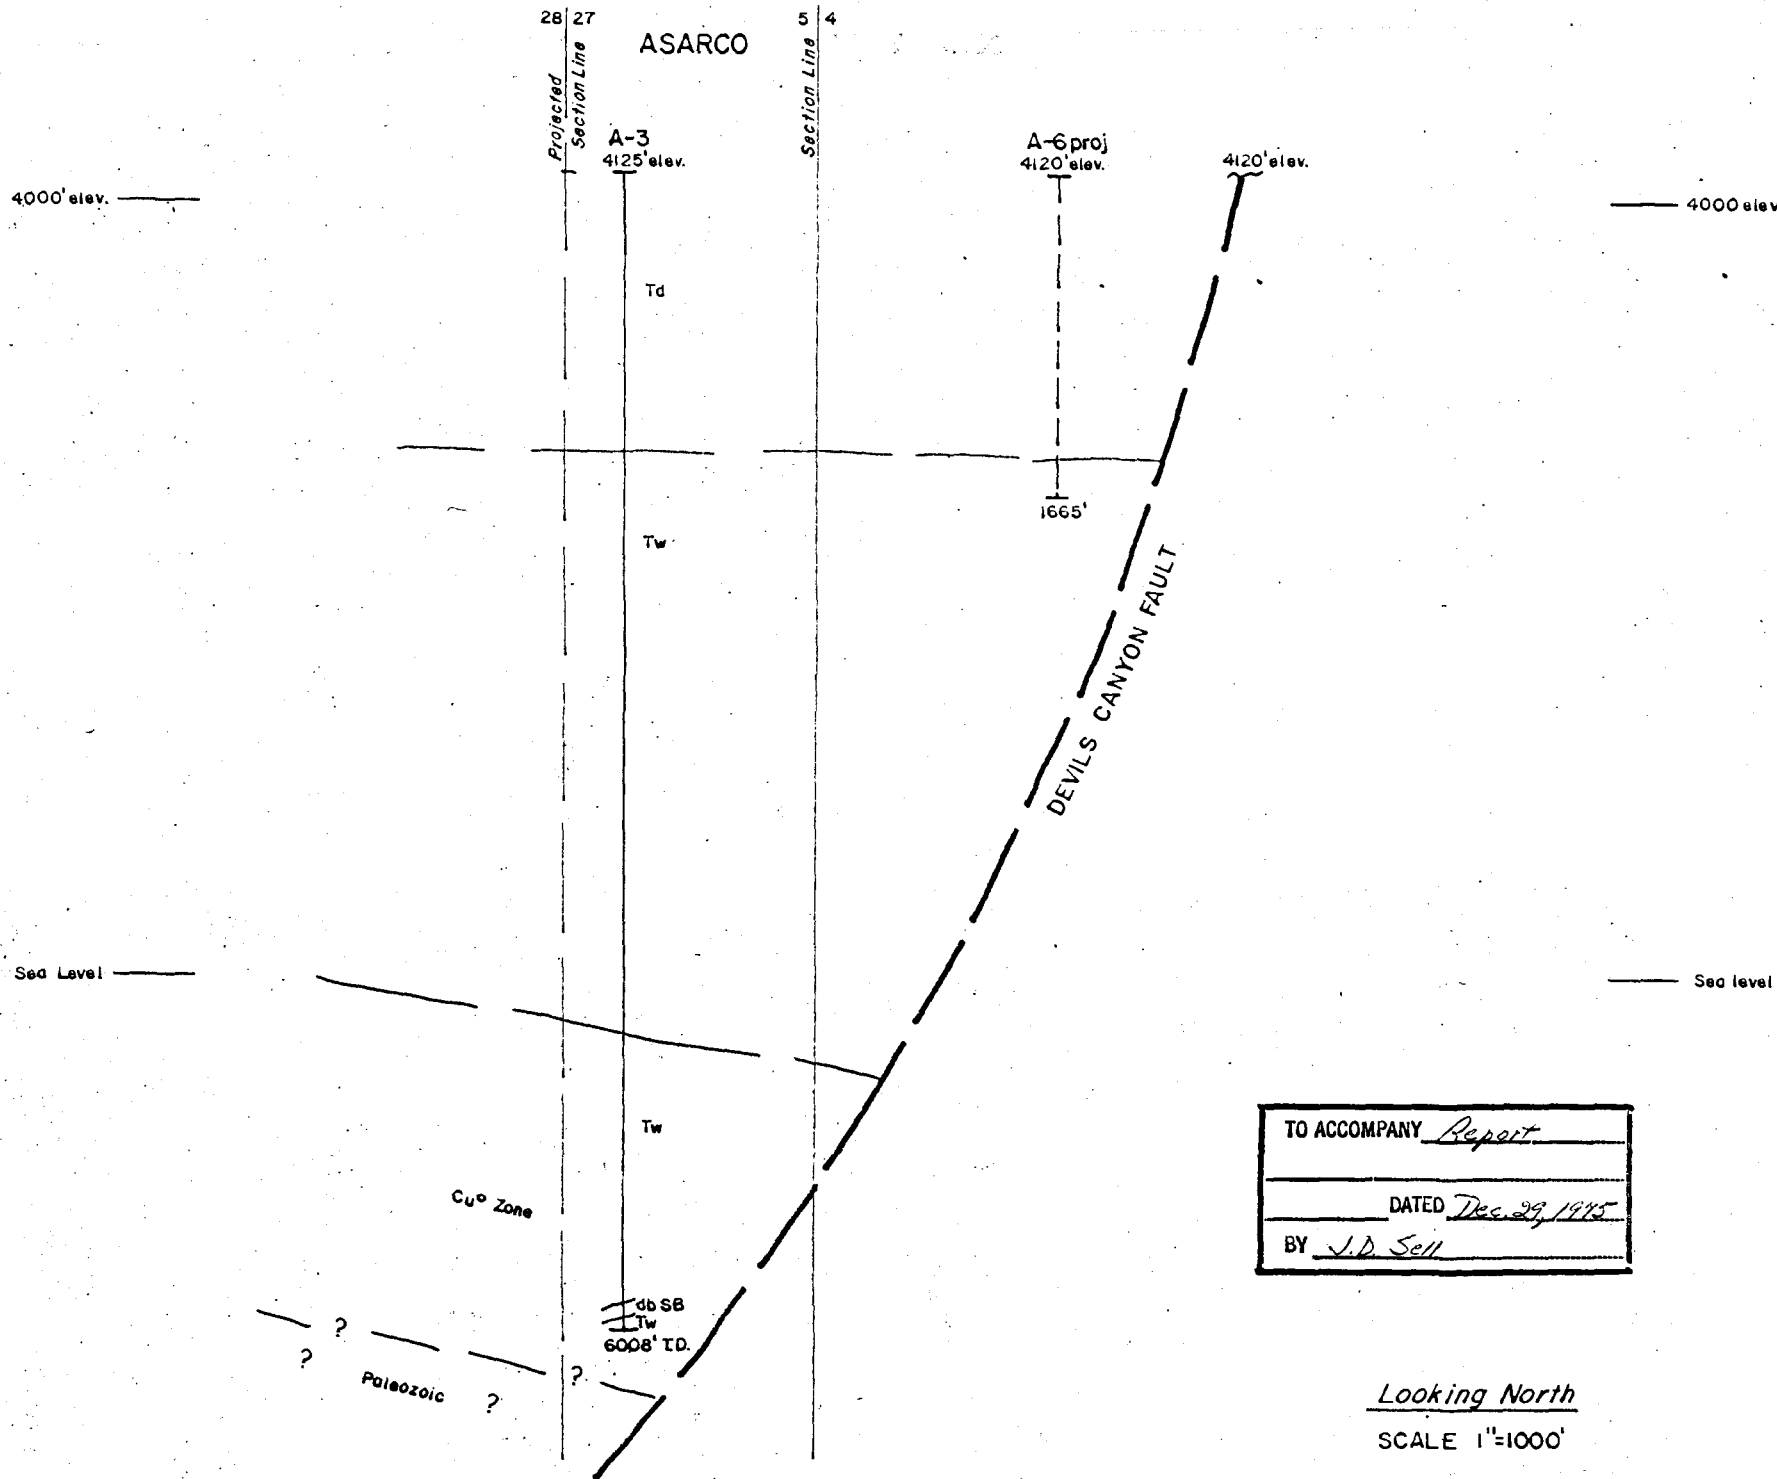 28 27
5 4
ASARCO
Projected
Section Line
Section Line
A-3
4125' elev.
A-6 proj
4120' elev.
4120' elev.
4000' elev.
4000 elev
Td
1665'
Tw
DEVILS CANYON FAULT
Sea Level
Sea level
Tw
Cu° Zone
db SB
Tw
6008' T.D.
?
?
?
Paleozoic
?
TO ACCOMPANY Report
DATED Dec. 29, 1975
BY J.D. Sell
Looking North
SCALE 1"=1000'